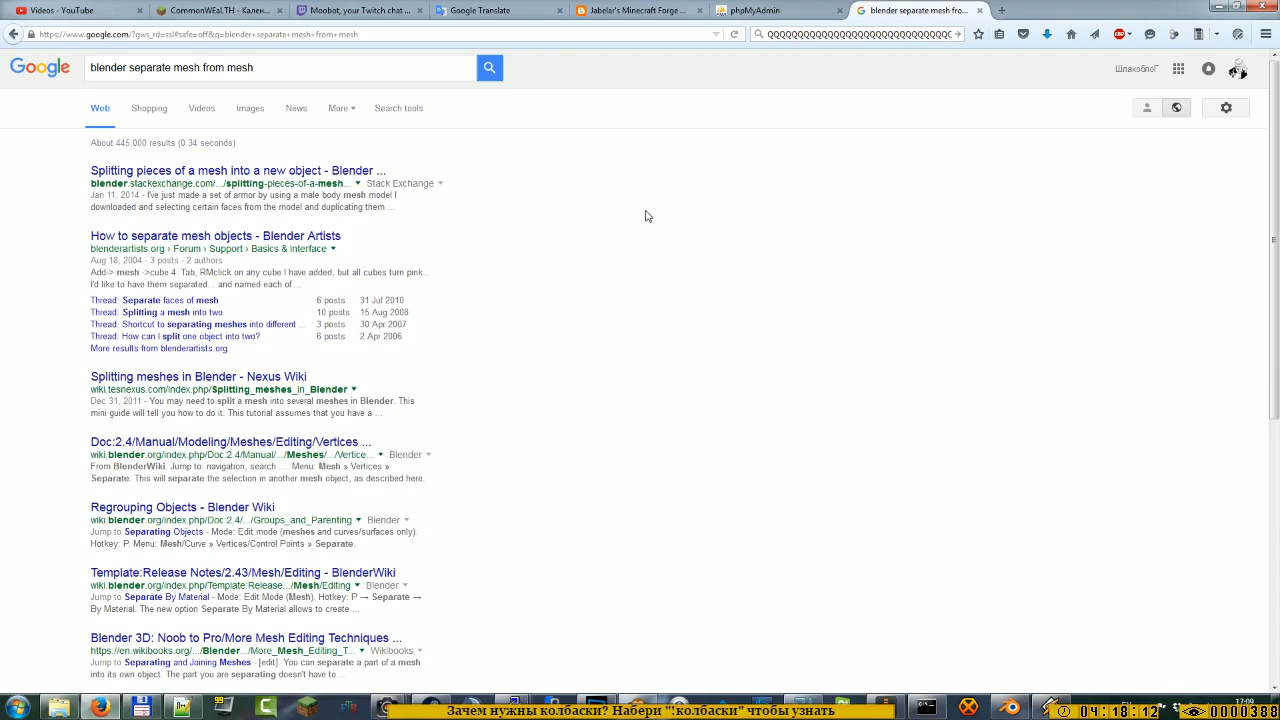 Videos - YouTube
CommonWeaLTH — Кален...
Moobot, your Twitch chat ...
Google Translate
Jabelar's Minecraft Forge ...
phpMyAdmin
blender separate mesh fro...
https://www.google.com/?gws_rd=ssl#safe=off&q=blender+separate+mesh+from+mesh
Google
blender separate mesh from mesh
ШлакоблоГ
Web Shopping Videos Images News More Search tools
About 445,000 results (0.34 seconds)
Splitting pieces of a mesh into a new object - Blender ...
blender.stackexchange.com/.../splitting-pieces-of-a-mesh... Stack Exchange
Jan 11, 2014 - I've just made a set of armor by using a male body mesh model I
downloaded and selecting certain faces from the model and duplicating them ...
How to separate mesh objects - Blender Artists
blenderartists.org › Forum › Support › Basics & Interface
Aug 18, 2004 - 3 posts - 2 authors
Add-> mesh ->cube 4. Tab, RMclick on any cube I have added, but all cubes turn pink...
I'd like to have them separated... and named each of ...
Thread: Separate faces of mesh 6 posts 31 Jul 2010
Thread: Splitting a mesh into two 10 posts 15 Aug 2008
Thread: Shortcut to separating meshes into different ... 3 posts 30 Apr 2007
Thread: How can I split one object into two? 6 posts 2 Apr 2006
More results from blenderartists.org
Splitting meshes in Blender - Nexus Wiki
wiki.tesnexus.com/index.php/Splitting_meshes_in_Blender
Dec 31, 2011 - You may need to split a mesh into several meshes in Blender. This
mini guide will tell you how to do it. This tutorial assumes that you have a ...
Doc:2.4/Manual/Modeling/Meshes/Editing/Vertices ...
wiki.blender.org/index.php/Doc:2.4/Manual/.../Meshes/.../Vertice... Blender
From BlenderWiki. Jump to: navigation, search .... Menu: Mesh » Vertices »
Separate. This will separate the selection in another mesh object, as described here.
Regrouping Objects - Blender Wiki
wiki.blender.org/index.php/Doc:2.4/.../Groups_and_Parenting Blender
Jump to Separating Objects - Mode: Edit mode (meshes and curves/surfaces only).
Hotkey: P. Menu: Mesh/Curve » Vertices/Control Points » Separate.
Template:Release Notes/2.43/Mesh/Editing - BlenderWiki
wiki.blender.org/index.php/Template:Release.../Mesh/Editing Blender
Jump to Separate By Material - Mode: Edit Mode (Mesh). Hotkey: P → Separate →
By Material. The new option Separate By Material allows to create ...
Blender 3D: Noob to Pro/More Mesh Editing Techniques ...
https://en.wikibooks.org/.../Blender.../More_Mesh_Editing_T... Wikibooks
Jump to Separating and Joining Meshes - [edit]. You can separate a part of a mesh
into its own object. The part you are separating doesn't have to ...
Зачем нужны колбаски? Набери "!колбаски" чтобы узнать
04:18:12
0000388
17:09